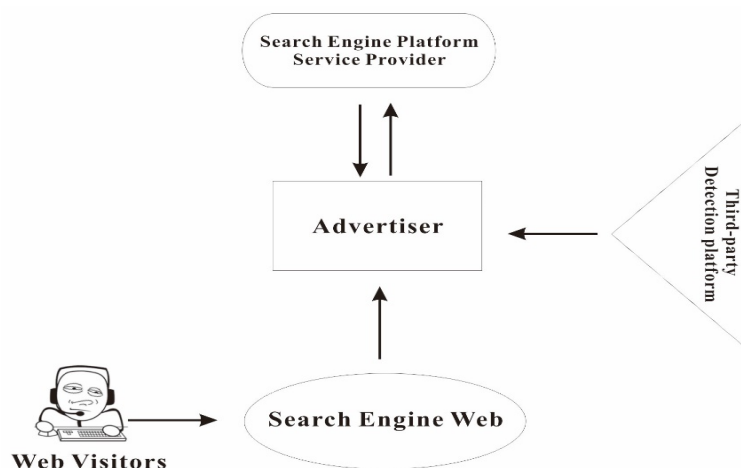 Search Engine Platform
Service Provider
Advertiser
Third-party
Detection platform
Search Engine Web
Web Visitors